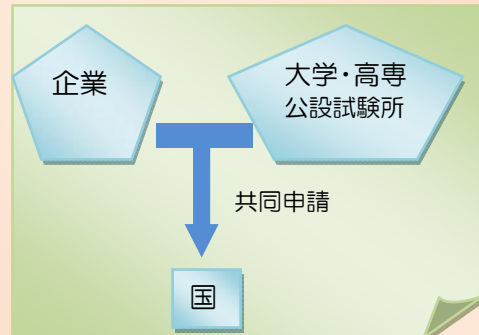 企業
大学・高専
公設試験所
共同申請
国